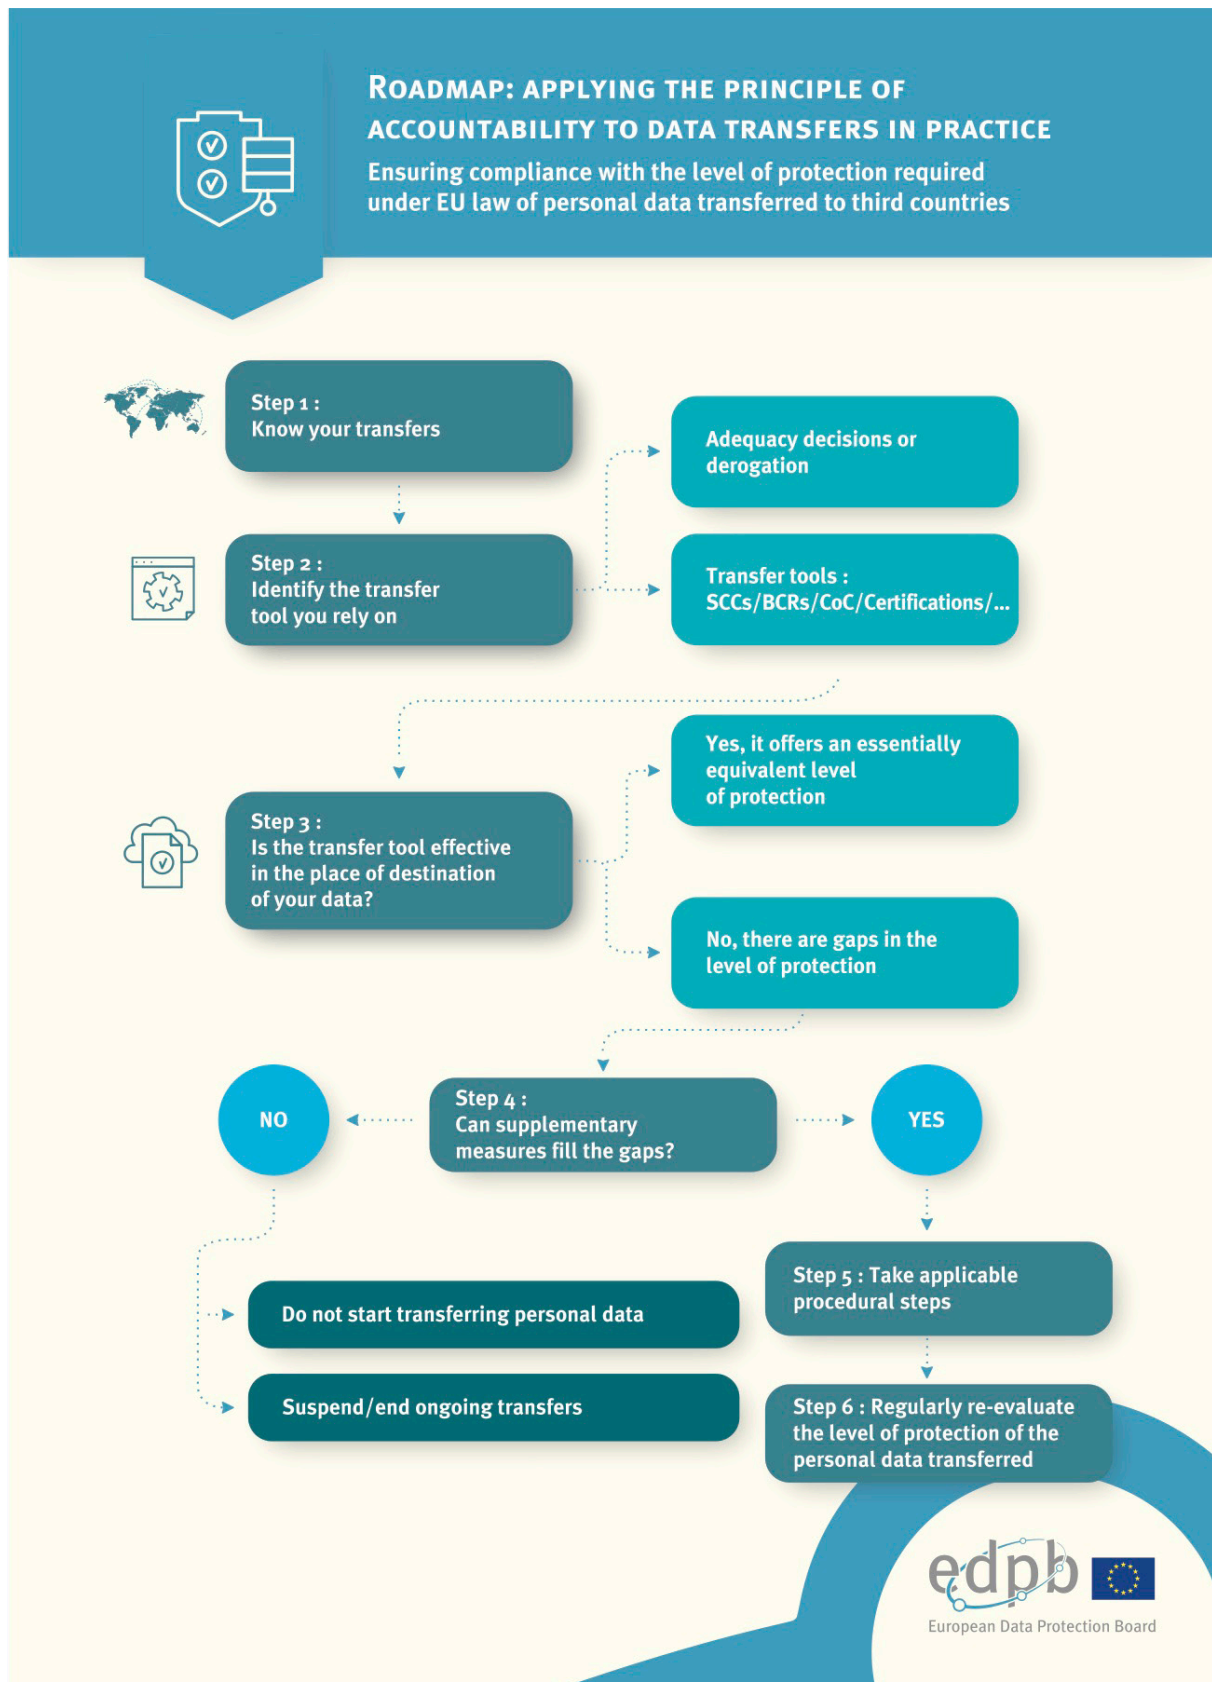 ROADMAP: APPLYING THE PRINCIPLE OF
ACCOUNTABILITY TO DATA TRANSFERS IN PRACTICE
Ensuring compliance with the level of protection required
under EU law of personal data transferred to third countries
Step 1 :
Know your transfers
Adequacy decisions or
derogation
Step 2 :
Identify the transfer
tool you rely on
Transfer tools :
SCCs/BCRs/CoC/Certifications/...
Yes, it offers an essentially
equivalent level
of protection
Step 3 :
Is the transfer tool effective
in the place of destination
of your data?
No, there are gaps in the
level of protection
NO
Step 4 :
Can supplementary
measures fill the gaps?
YES
Step 5 : Take applicable
procedural steps
Do not start transferring personal data
Suspend/end ongoing transfers
Step 6 : Regularly re-evaluate
the level of protection of the
personal data transferred
edpb
European Data Protection Board